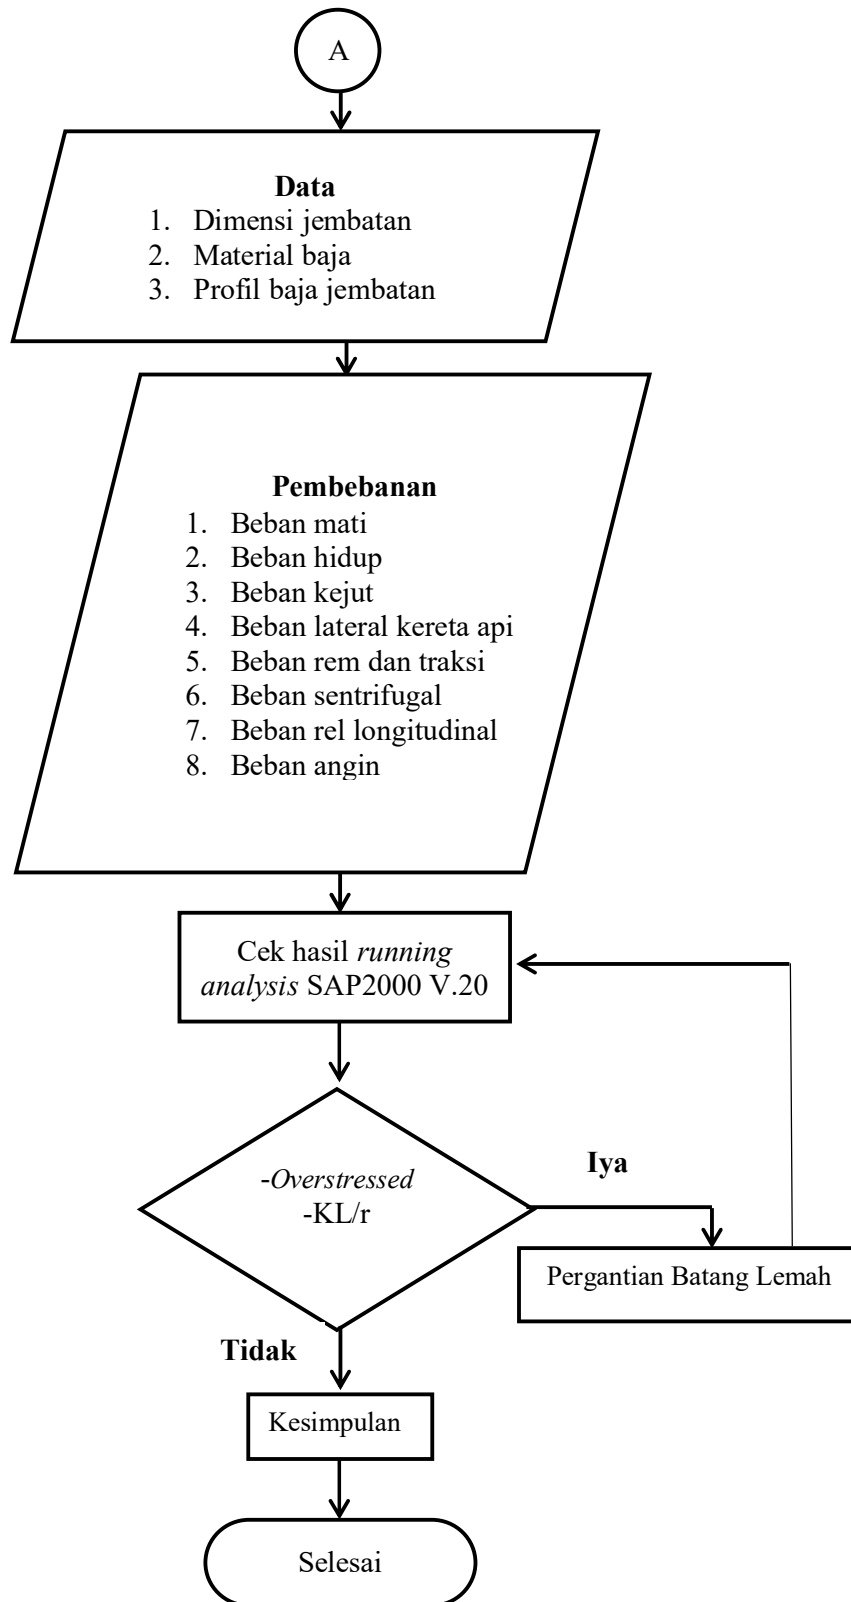 A
Data
1. Dimensi jembatan
2. Material baja
3. Profil baja jembatan
Pembebanan
1. Beban mati
2. Beban hidup
3. Beban kejut
4. Beban lateral kereta api
5. Beban rem dan traksi
6. Beban sentrifugal
7. Beban rel longitudinal
8. Beban angin
Cek hasil running
analysis SAP2000 V.20
-Overstressed
-KL/r
Iya
Pergantian Batang Lemah
Tidak
Kesimpulan
Selesai